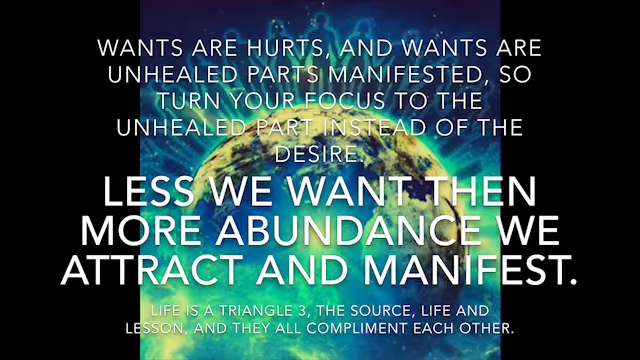 WANTS ARE HURTS, AND WANTS ARE
UNHEALED PARTS MANIFESTED, SO
TURN YOUR FOCUS TO THE
UNHEALED PART INSTEAD OF THE
DESIRE.
LESS WE WANT THEN
MORE ABUNDANCE WE
ATTRACT AND MANIFEST.
LIFE IS A TRIANGLE 3, THE SOURCE, LIFE AND
LESSON, AND THEY ALL COMPLIMENT EACH OTHER.